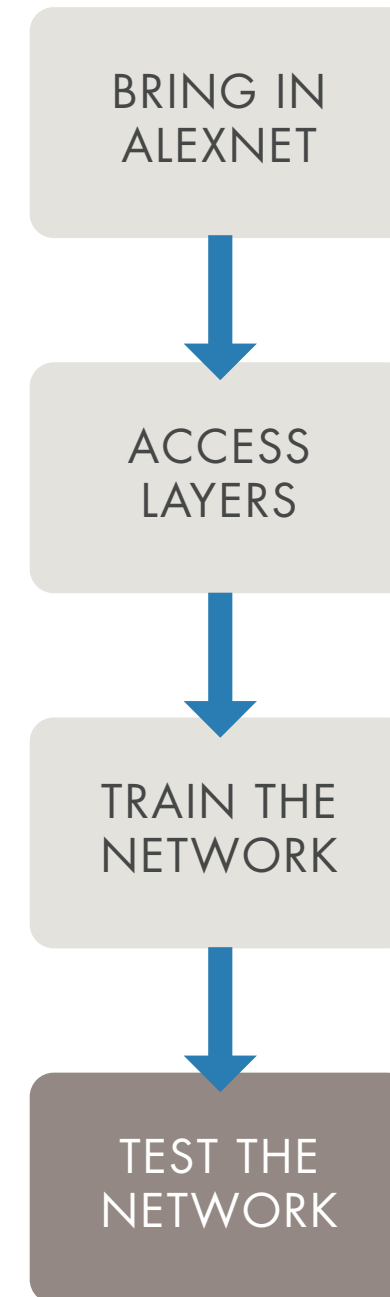 BRING IN
ALEXNET
ACCESS
LAYERS
TRAIN THE
NETWORK
TEST THE
NETWORK